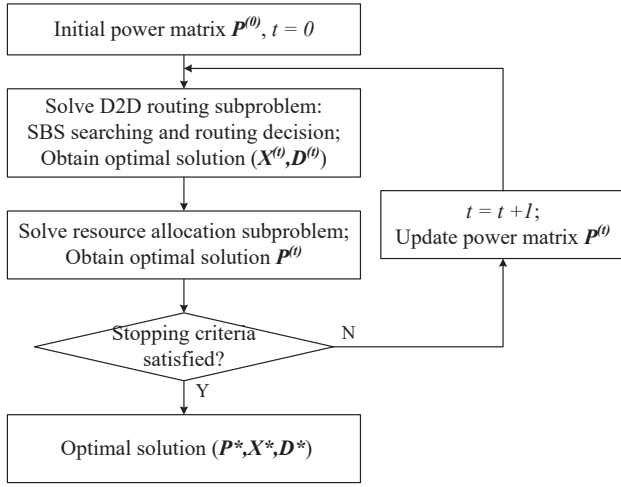 Initial power matrix P^(0), t = 0
Solve D2D routing subproblem:
SBS searching and routing decision;
Obtain optimal solution (X^(t),D^(t))
Solve resource allocation subproblem;
Obtain optimal solution P^(t)
t = t +1;
Update power matrix P^(t)
Stopping criteria
satisfied?
N
Y
Optimal solution (P*,X*,D*)